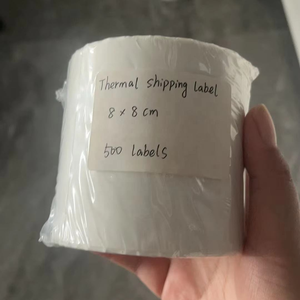 Thermal shipping label
8 × 8 cm
500 labels